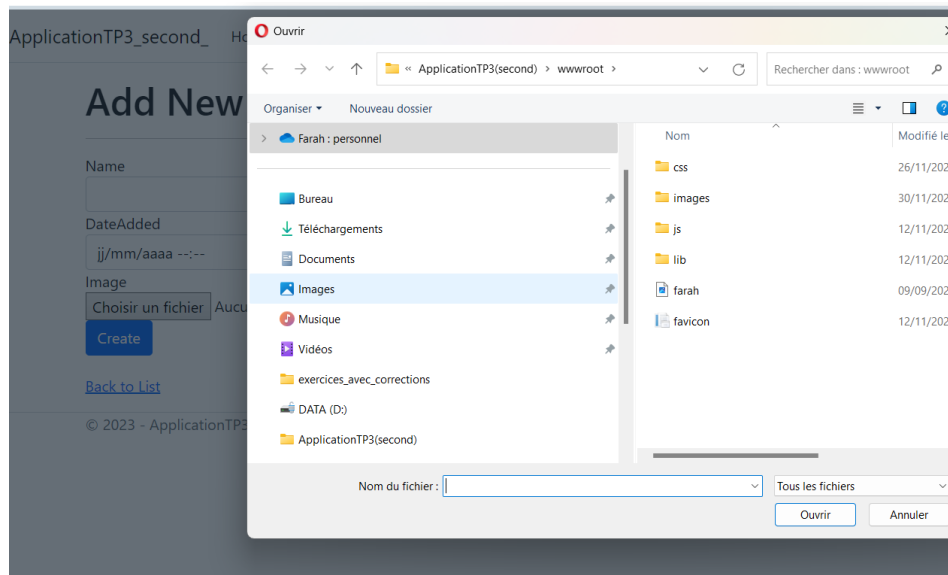 ApplicationTP3_second_ Ho
Add New
Name
DateAdded
jj/mm/aaaa --:--
Image
Choisir un fichier Aucu
Create
Back to List
© 2023 - ApplicationTP3
Ouvrir
« ApplicationTP3(second) › wwwroot ›
Rechercher dans : wwwroot
Organiser
Nouveau dossier
Farah : personnel
Bureau
Téléchargements
Documents
Images
Musique
Vidéos
exercices_avec_corrections
DATA (D:)
ApplicationTP3(second)
Nom Modifié le
css 26/11/202
images 30/11/202
js 12/11/202
lib 12/11/202
farah 09/09/202
favicon 12/11/202
Nom du fichier :
Tous les fichiers
Ouvrir
Annuler